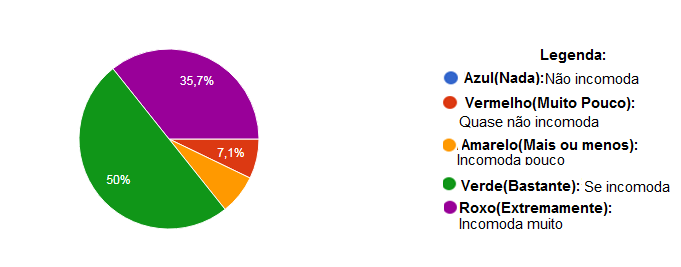 35,7%
7,1%
50%
Legenda:
Azul(Nada):Não incomoda
Vermelho(Muito Pouco):
Quase não incomoda
Amarelo(Mais ou menos):
Incomoda pouco
Verde(Bastante): Se incomoda
Roxo(Extremamente):
Incomoda muito